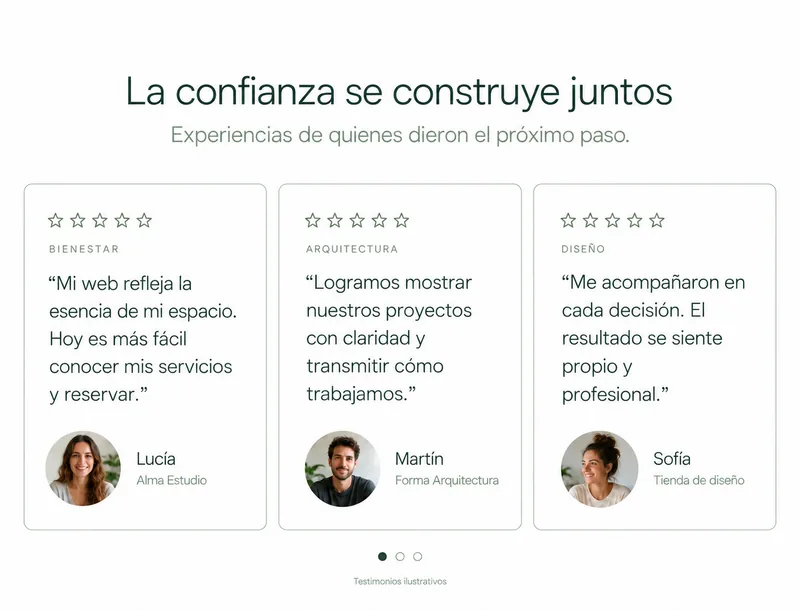 La confianza se construye juntos
Experiencias de quienes dieron el próximo paso.
BIENESTAR
“Mi web refleja la
esencia de mi espacio.
Hoy es más fácil
conocer mis servicios
y reservar.”
Lucía
Alma Estudio
ARQUITECTURA
“Logramos mostrar
nuestros proyectos
con claridad y
transmitir cómo
trabajamos.”
Martín
Forma Arquitectura
DISEÑO
“Me acompañaron en
cada decisión. El
resultado se siente
propio y
profesional.”
Sofía
Tienda de diseño
Testimonios ilustrativos